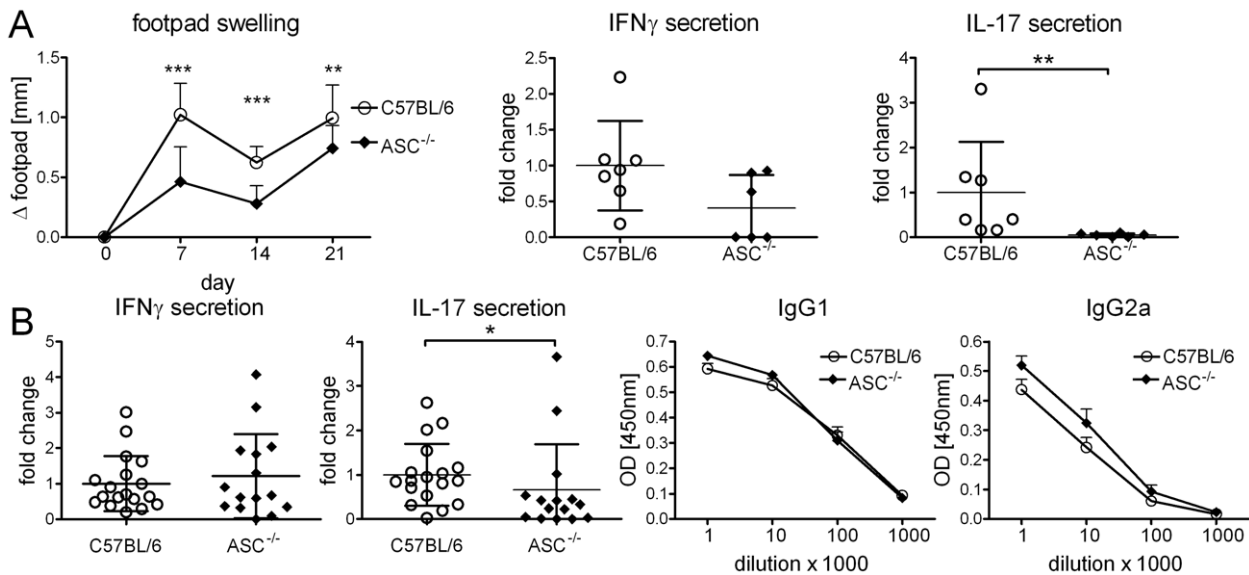 A
footpad swelling
Δ footpad [mm]
1.5
1.0
0.5
0.0
***
***
**
0 7 14 21
day
C57BL/6
ASC-/-
IFNγ secretion
fold change
2.5
2.0
1.5
1.0
0.5
0.0
C57BL/6 ASC-/-
IL-17 secretion
fold change
4
3
2
1
0
**
C57BL/6 ASC-/-
B
IFNγ secretion
fold change
5
4
3
2
1
0
C57BL/6 ASC-/-
IL-17 secretion
fold change
4
3
2
1
0
*
C57BL/6 ASC-/-
IgG1
OD [450nm]
0.7
0.6
0.5
0.4
0.3
0.2
0.1
0.0
C57BL/6
ASC-/-
1 10 100 1000
dilution x 1000
IgG2a
OD [450nm]
0.7
0.6
0.5
0.4
0.3
0.2
0.1
0.0
C57BL/6
ASC-/-
1 10 100 1000
dilution x 1000